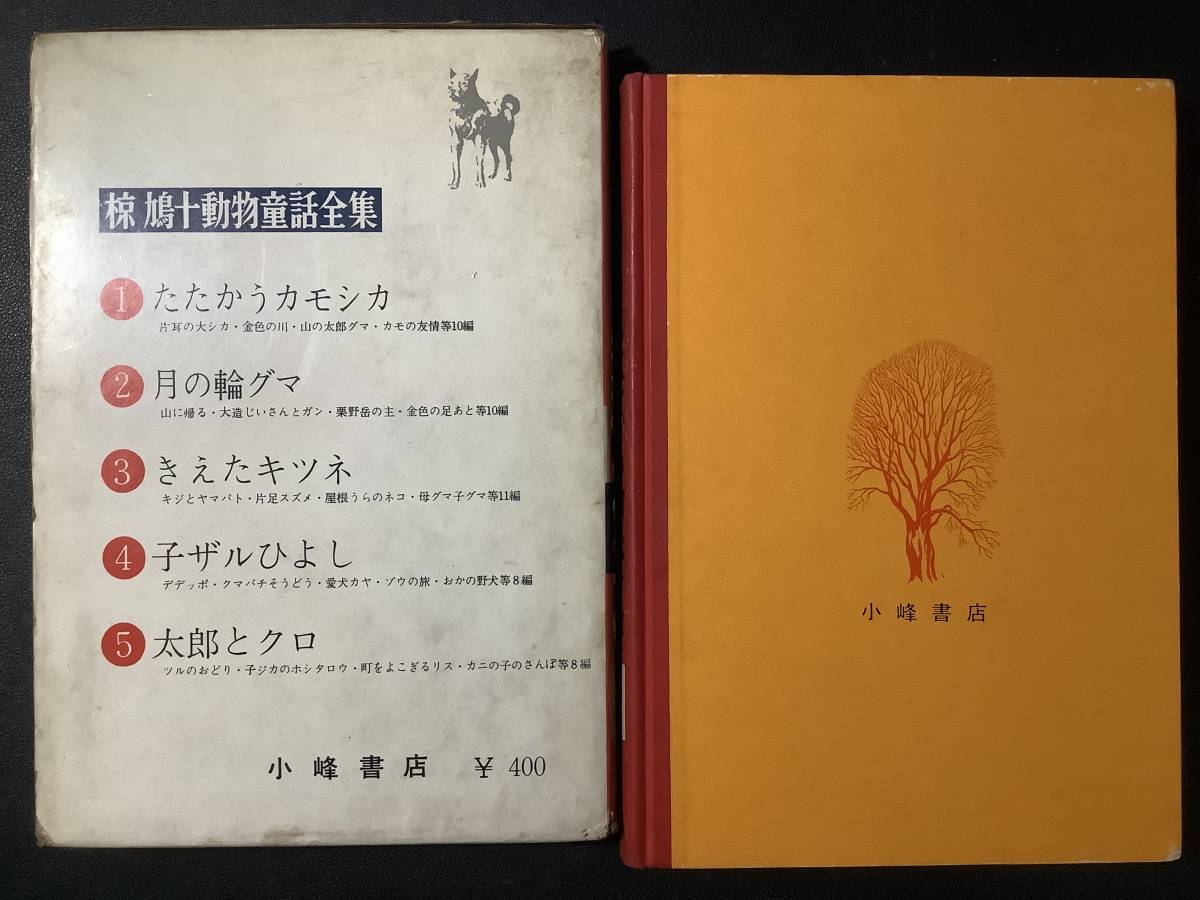 椋鳩十動物童話全集
1 たたかうカモシカ
片耳の大シカ・金色の川・山の太郎グマ・カモの友情等10編
2 月の輪グマ
山に帰る・大造じいさんとガン・栗野岳の主・金色の足あと等10編
3 きえたキツネ
キジとヤマバト・片足スズメ・屋根うらのネコ・母グマ子グマ等11編
4 子ザルひよし
デデッポ・クマバチそうどう・愛犬カヤ・ゾウの旅・おかの野犬等8編
5 太郎とクロ
ツルのおどり・子ジカのホシタロウ・町をよこぎるリス・カニの子のさんぽ等8編
小峰書店 ¥ 400
小峰書店